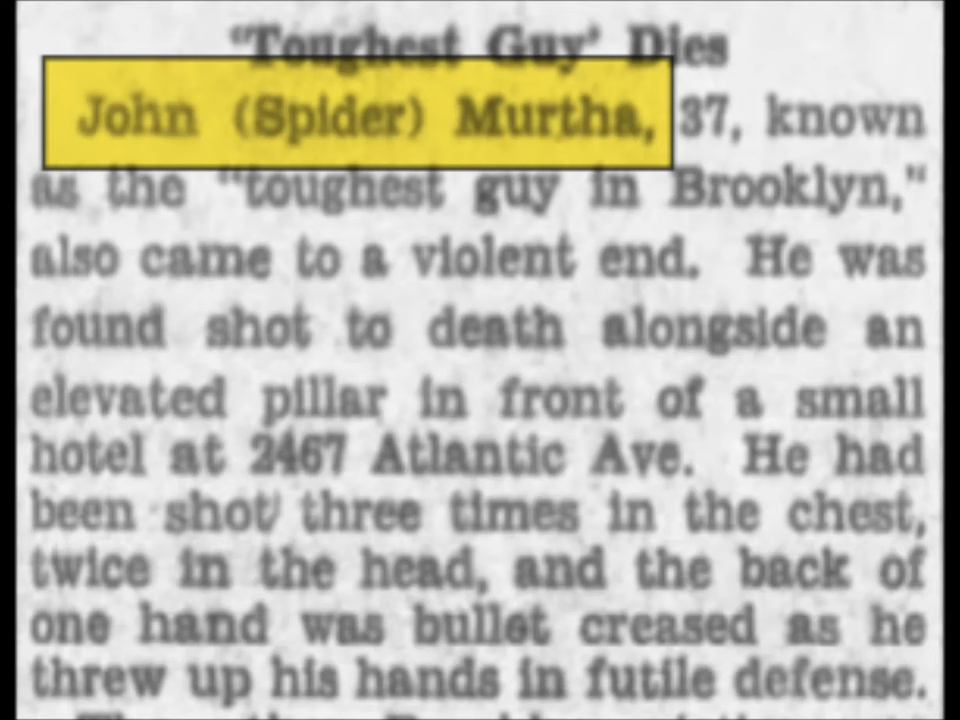 'Toughest Guy' Dies
John (Spider) Murtha, 37, known
as the "toughest guy in Brooklyn,"
also came to a violent end. He was
found shot to death alongside an
elevated pillar in front of a small
hotel at 2467 Atlantic Ave. He had
been shot three times in the chest,
twice in the head, and the back of
one hand was bullet creased as he
threw up his hands in futile defense.